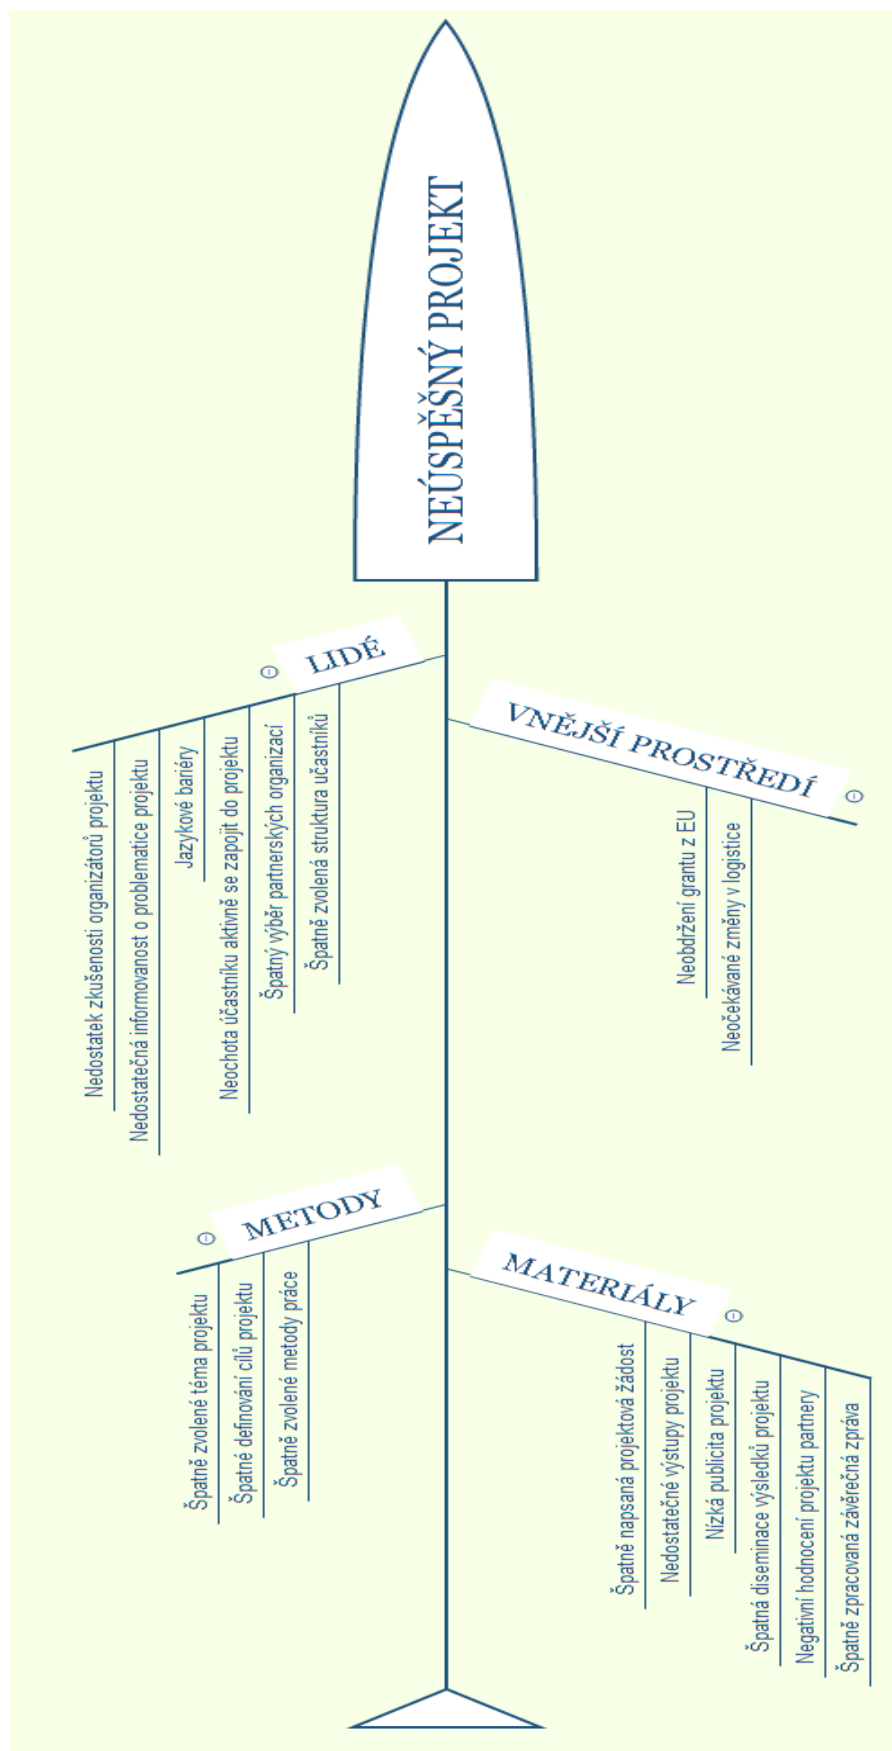 NEÚSPĚŠNÝ PROJEKT
LIDÉ
Nedostatek zkušeností organizátorů projektu
Nedostatečná informovanost o problematice projektu
Jazykové bariéry
Neochota účastníku aktivně se zapojit do projektu
Špatný výběr partnerských organizací
Špatně zvolená struktura učastníků
VNĚJŠÍ PROSTŘEDÍ
Neobdržení grantu z EU
Neočekávané změny v logistice
METODY
Špatně zvolené téma projektu
Špatné definování cílů projektu
Špatně zvolené metody práce
MATERIÁLY
Špatně napsaná projektová žádost
Nedostatečné výstupy projektu
Nízká publicita projektu
Špatná diseminace výsledků projektu
Negativní hodnocení projektu partnery
Špatně zpracovaná závěrečná zpráva